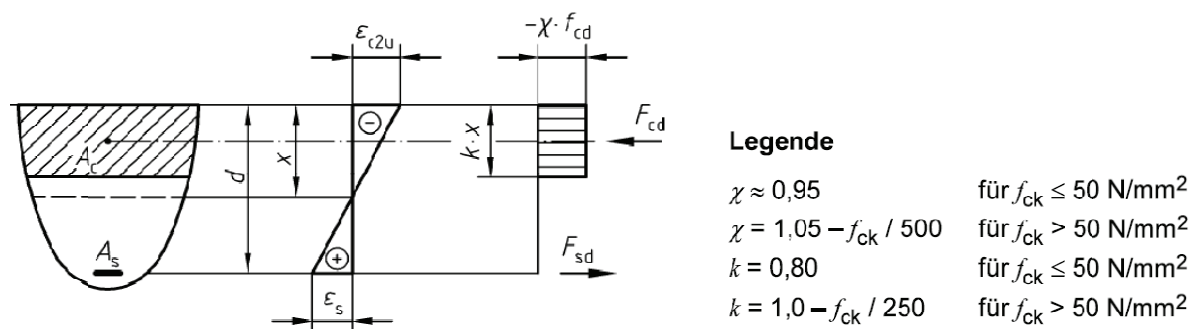 ε_c2u
−χ · f_cd
F_cd
A_c
d
x
k · x
A_s
F_sd
ε_s
Legende
χ ≈ 0,95 für f_ck ≤ 50 N/mm²
χ = 1,05 – f_ck / 500 für f_ck > 50 N/mm²
k = 0,80 für f_ck ≤ 50 N/mm²
k = 1,0 – f_ck / 250 für f_ck > 50 N/mm²